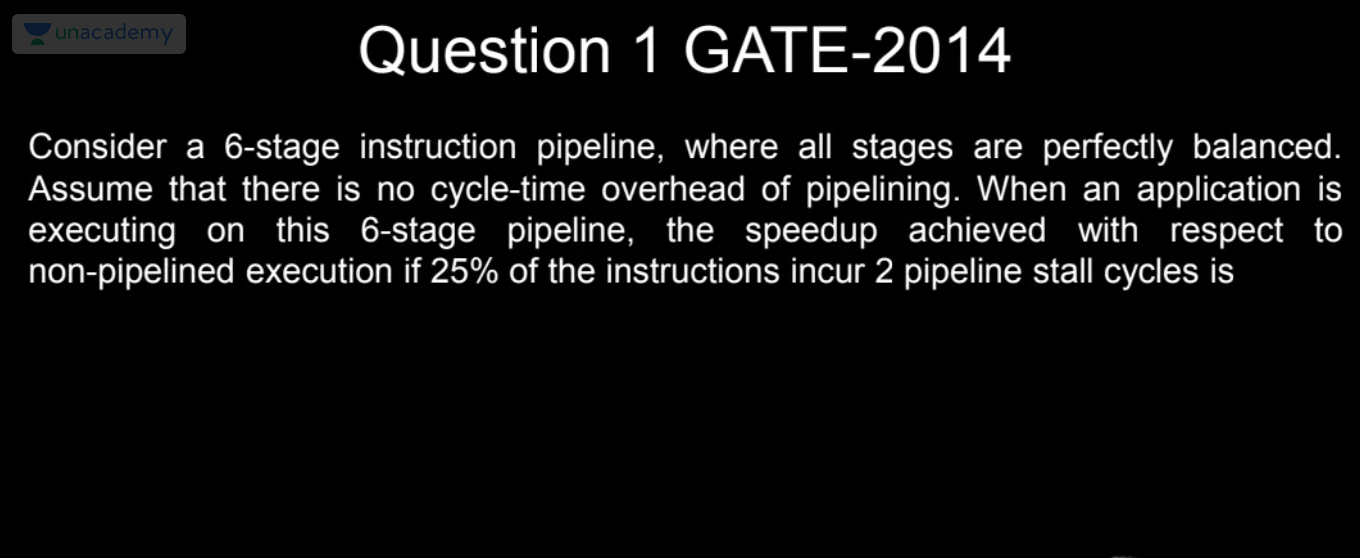 unacademy
Question 1 GATE-2014
Consider a 6-stage instruction pipeline, where all stages are perfectly balanced.
Assume that there is no cycle-time overhead of pipelining. When an application is
executing on this 6-stage pipeline, the speedup achieved with respect to
non-pipelined execution if 25% of the instructions incur 2 pipeline stall cycles is